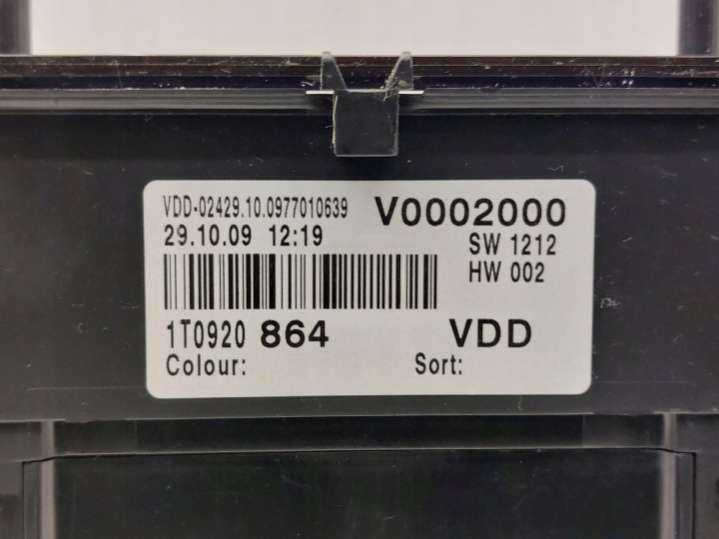 VDD-02429.10.0977010639 V0002000
29.10.09 12:19 SW 1212
HW 002
1T0920 864 VDD
Colour: Sort: